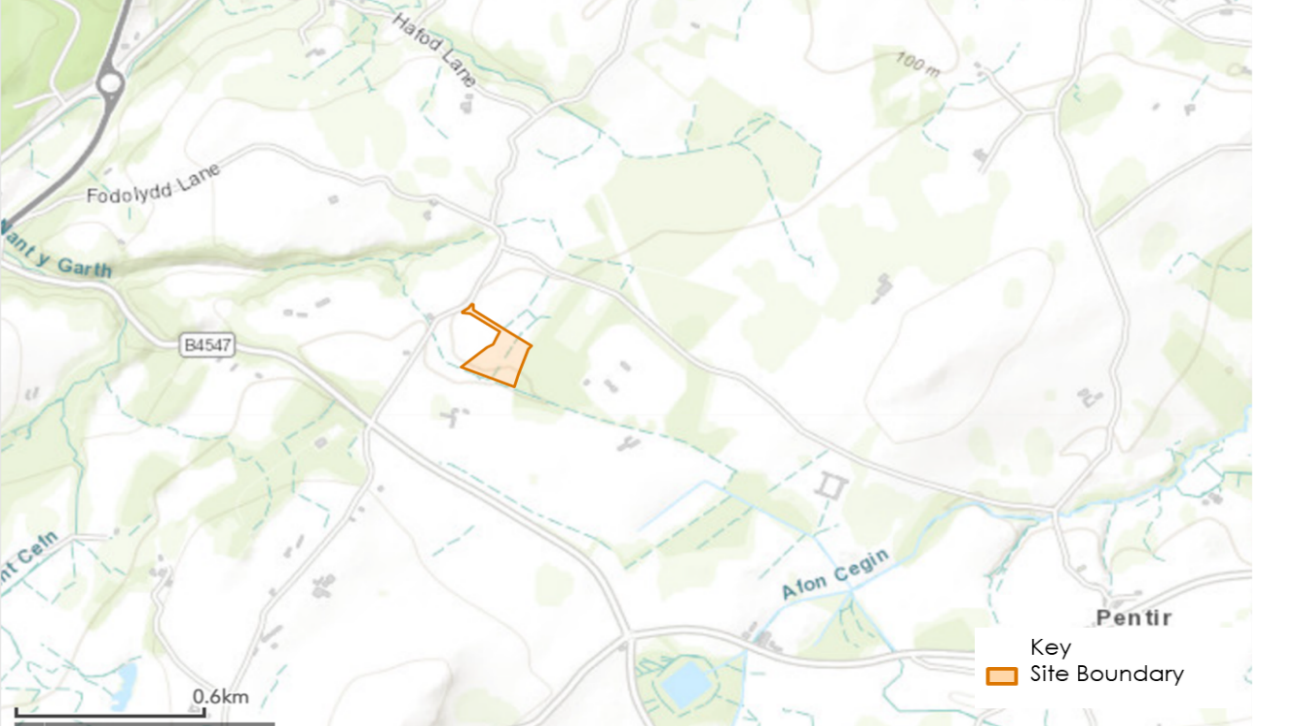 Hafod Lane
100 m
Fodolydd Lane
Nant y Garth
B4547
nt Cefn
Afon Cegin
Pentir
Key
Site Boundary
0.6km